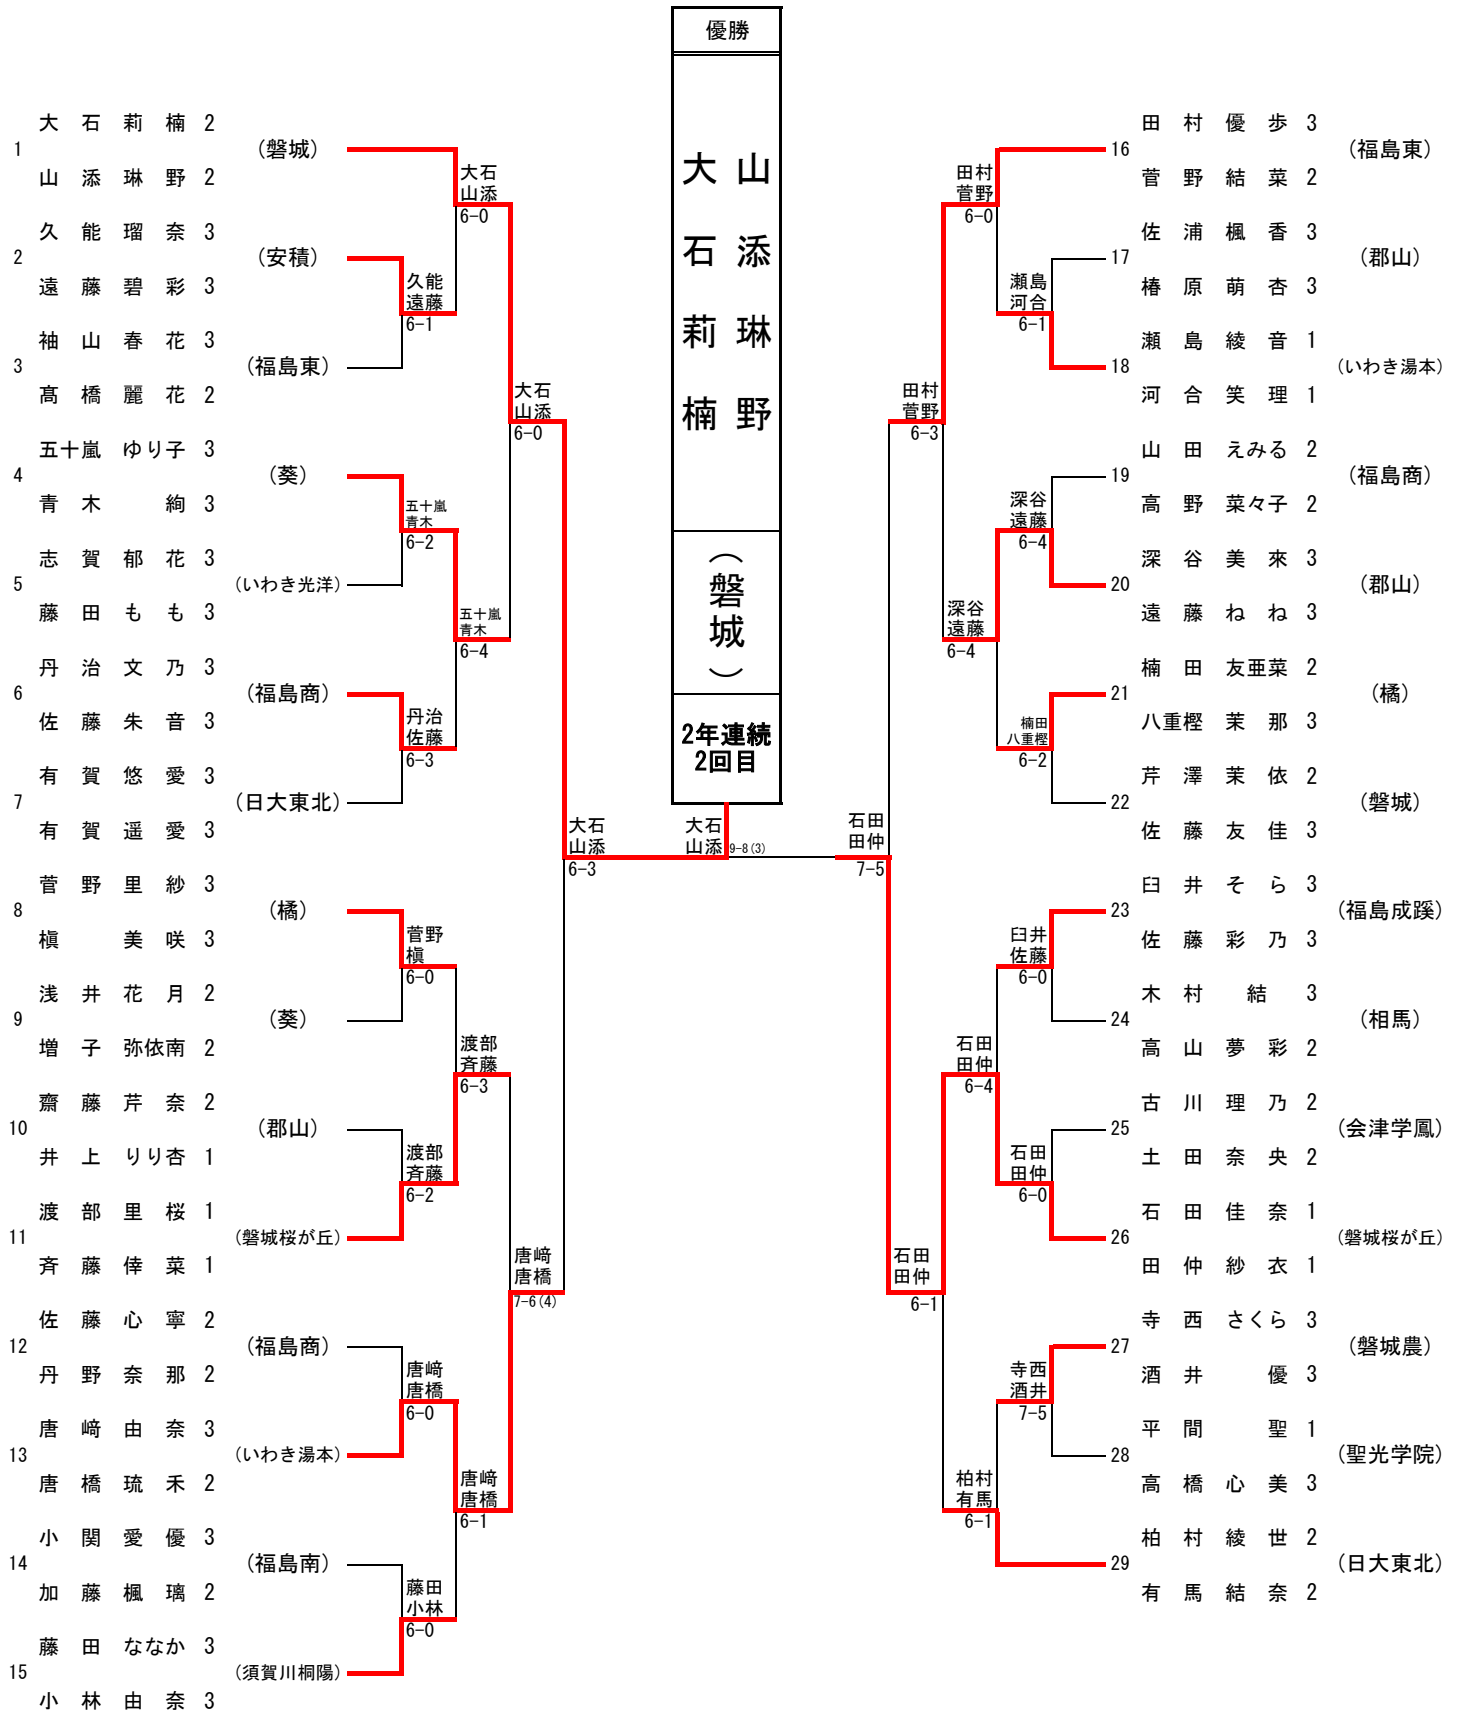 優勝
大石莉楠
山添琳野
（磐城）
2年連続
2回目
大石莉楠 2
1 （磐城）
山添琳野 2
久能瑠奈 3
2 （安積）
遠藤碧彩 3
袖山春花 3
3 （福島東）
髙橋麗花 2
五十嵐 ゆり子 3
4 （葵）
青木 絢 3
志賀郁花 3
5 （いわき光洋）
藤田もも 3
丹治文乃 3
6 （福島商）
佐藤朱音 3
有賀悠愛 3
7 （日大東北）
有賀遥愛 3
菅野里紗 3
8 （橘）
槇 美咲 3
浅井花月 2
9 （葵）
増子 弥依南 2
齋藤芹奈 2
10 （郡山）
井上りり杏 1
渡部里桜 1
11 （磐城桜が丘）
斉藤倖菜 1
佐藤心寧 2
12 （福島商）
丹野奈那 2
唐﨑由奈 3
13 （いわき湯本）
唐橋琉禾 2
小関愛優 3
14 （福島南）
加藤楓璃 2
藤田ななか 3
15 （須賀川桐陽）
小林由奈 3
大石
山添
6-0
久能
遠藤
6-1
大石
山添
6-0
五十嵐
青木
6-2
五十嵐
青木
6-4
丹治
佐藤
6-3
大石
山添
6-3
菅野
槇
6-0
渡部
斉藤
6-3
渡部
斉藤
6-2
唐﨑
唐橋
7-6(4)
唐﨑
唐橋
6-0
唐﨑
唐橋
6-1
藤田
小林
6-0
大石
山添
9-8(3)
石田
田仲
7-5
田村
菅野
6-0
瀬島
河合
6-1
田村
菅野
6-3
深谷
遠藤
6-4
深谷
遠藤
6-4
楠田
八重樫
6-2
臼井
佐藤
6-0
石田
田仲
6-4
石田
田仲
6-0
石田
田仲
6-1
寺西
酒井
7-5
柏村
有馬
6-1
田村優歩 3
16 （福島東）
菅野結菜 2
佐浦楓香 3
17 （郡山）
椿原萌杏 3
瀬島綾音 1
18 （いわき湯本）
河合笑理 1
山田えみる 2
19 （福島商）
高野菜々子 2
深谷美來 3
20 （郡山）
遠藤ねね 3
楠田友亜菜 2
21 （橘）
八重樫茉那 3
芹澤茉依 2
22 （磐城）
佐藤友佳 3
臼井そら 3
23 （福島成蹊）
佐藤彩乃 3
木村 結 3
24 （相馬）
高山夢彩 2
古川理乃 2
25 （会津学鳳）
土田奈央 2
石田佳奈 1
26 （磐城桜が丘）
田仲紗衣 1
寺西さくら 3
27 （磐城農）
酒井 優 3
平間 聖 1
28 （聖光学院）
高橋心美 3
柏村綾世 2
29 （日大東北）
有馬結奈 2